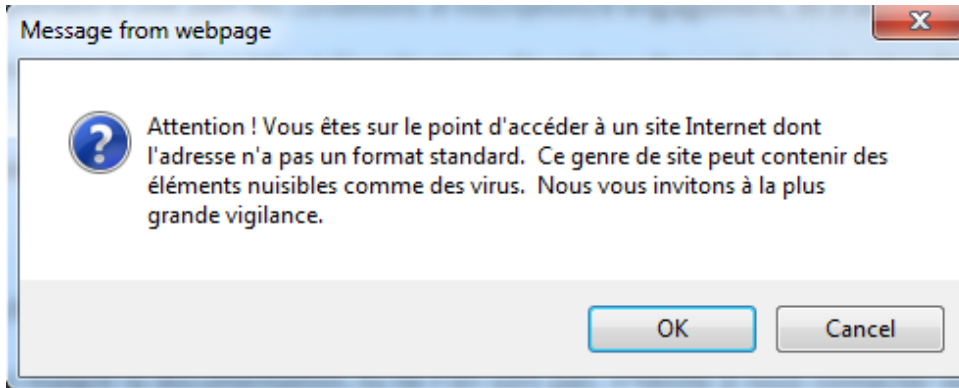 Message from webpage
Attention ! Vous êtes sur le point d'accéder à un site Internet dont
l'adresse n'a pas un format standard.  Ce genre de site peut contenir des
éléments nuisibles comme des virus.  Nous vous invitons à la plus
grande vigilance.
OK
Cancel